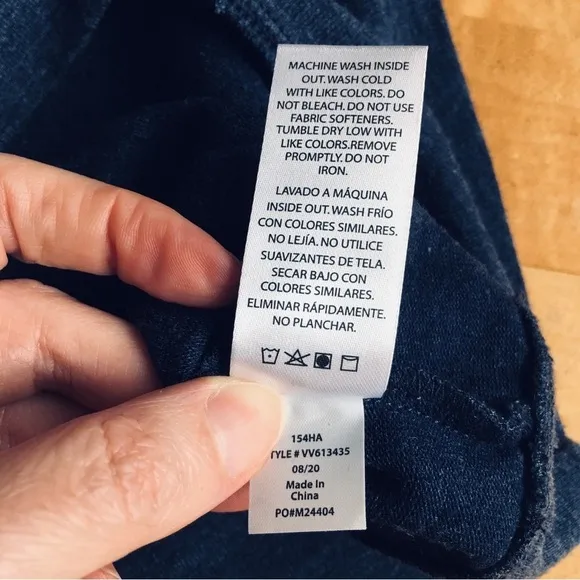 MACHINE WASH INSIDE
OUT. WASH COLD
WITH LIKE COLORS. DO
NOT BLEACH. DO NOT USE
FABRIC SOFTENERS.
TUMBLE DRY LOW WITH
LIKE COLORS.REMOVE
PROMPTLY. DO NOT
IRON.
LAVADO A MÁQUINA
INSIDE OUT. WASH FRÍO
CON COLORES SIMILARES.
NO LEJÍA. NO UTILICE
SUAVIZANTES DE TELA.
SECAR BAJO CON
COLORES SIMILARES.
ELIMINAR RÁPIDAMENTE.
NO PLANCHAR.
154HA
TYLE # VV613435
08/20
Made In
China
PO#M24404